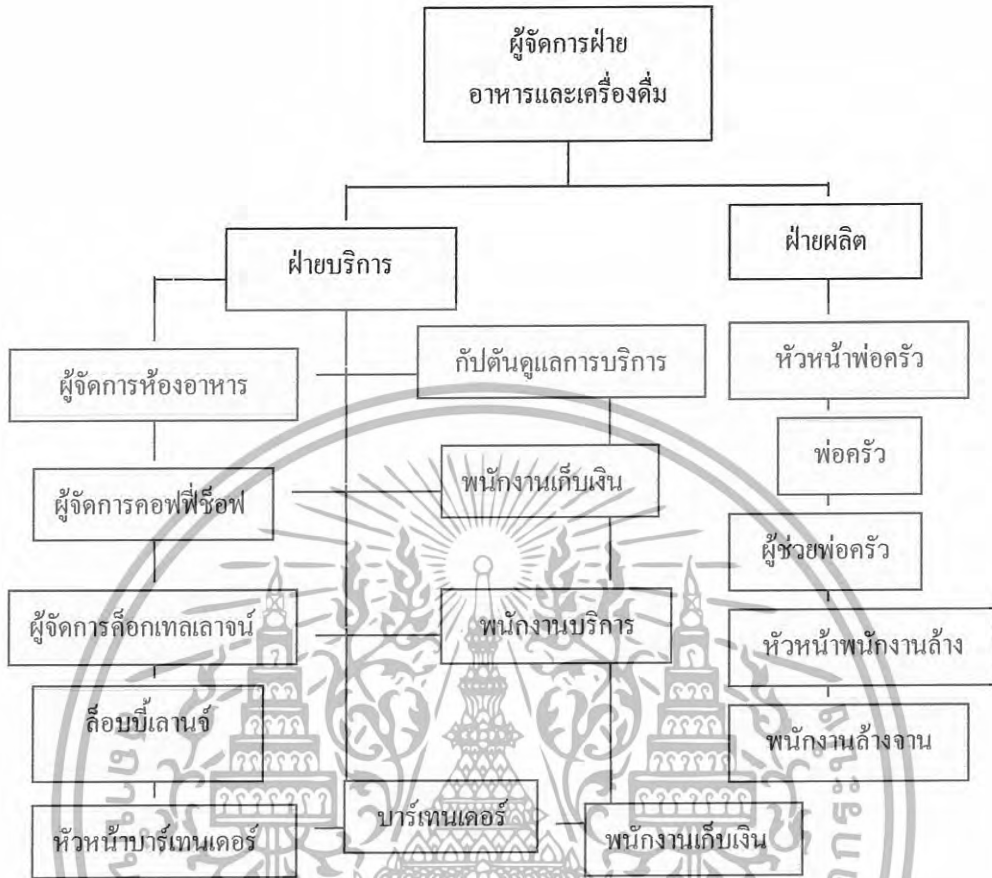 ผู้จัดการฝ่าย
อาหารและเครื่องดื่ม
ฝ่ายบริการ
ฝ่ายผลิต
ผู้จัดการห้องอาหาร
กัปตันดูแลการบริการ
หัวหน้าพ่อครัว
พ่อครัว
ผู้จัดการคอฟฟี่ช็อฟ
พนักงานเก็บเงิน
ผู้ช่วยพ่อครัว
ผู้จัดการค็อกเทลเลาจน์
พนักงานบริการ
หัวหน้าพนักงานล้าง
ล็อบบี้เลานจ์
พนักงานล้างจาน
หัวหน้าบาร์เทนเดอร์
บาร์เทนเดอร์
พนักงานเก็บเงิน